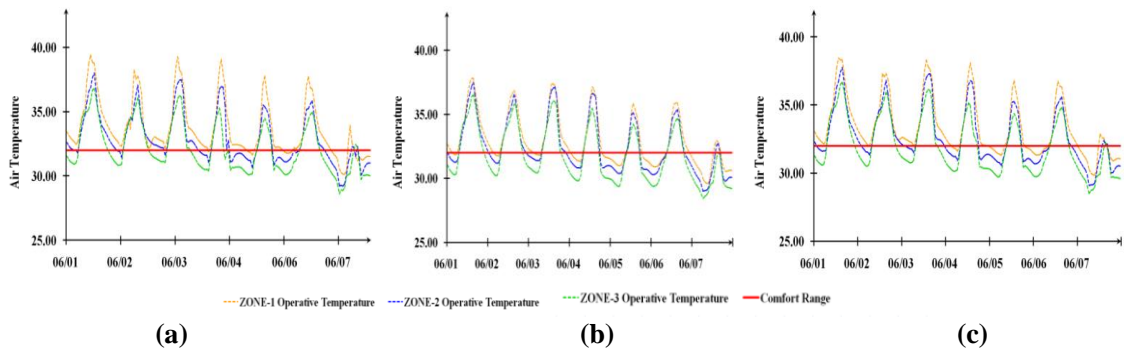 40.00
35.00
30.00
25.00
Air Temperature
06/01 06/02 06/03 06/04 06/06 06/07
40.00
35.00
30.00
25.00
Air Temperature
06/01 06/02 06/03 06/04 06/05 06/06 06/07
40.00
35.00
30.00
25.00
Air Temperature
06/01 06/02 06/03 06/04 06/05 06/06 06/07
ZONE-1 Operative Temperature ZONE-2 Operative Temperature ZONE-3 Operative Temperature Comfort Range
(a) (b) (c)